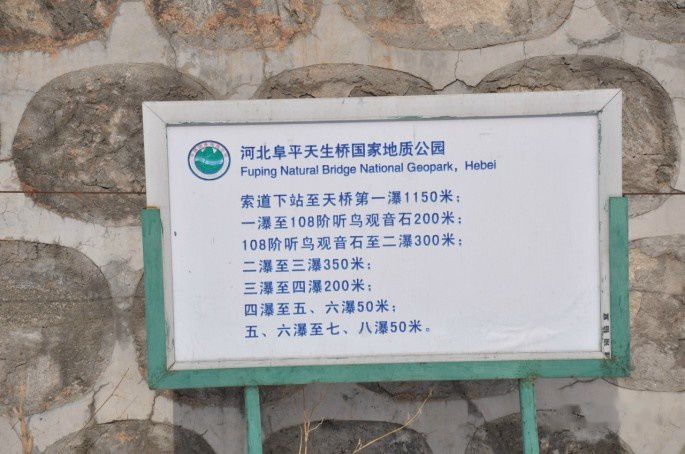 河北阜平天生桥国家地质公园
Fuping Natural Bridge National Geopark，Hebei
索道下站至天桥第一瀑1150米；
一瀑至108阶听鸟观音石200米；
108阶听鸟观音石至二瀑300米；
二瀑至三瀑350米；
三瀑至四瀑200米；
四瀑至五、六瀑50米；
五、六瀑至七、八瀑50米。